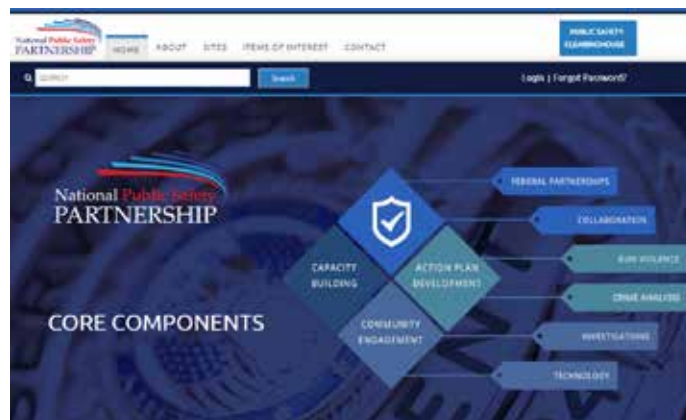 National Public Safety
PARTNERSHIP
HOME ABOUT SITES ITEMS OF INTEREST CONTACT
PUBLIC SAFETY
CLEARINGHOUSE
SEARCH
Search
Login | Forgot Password?
National Public Safety
PARTNERSHIP
CORE COMPONENTS
CAPACITY
BUILDING
ACTION PLAN
DEVELOPMENT
COMMUNITY
ENGAGEMENT
FEDERAL PARTNERSHIPS
COLLABORATION
GUN VIOLENCE
CRIME ANALYSIS
INVESTIGATIONS
TECHNOLOGY